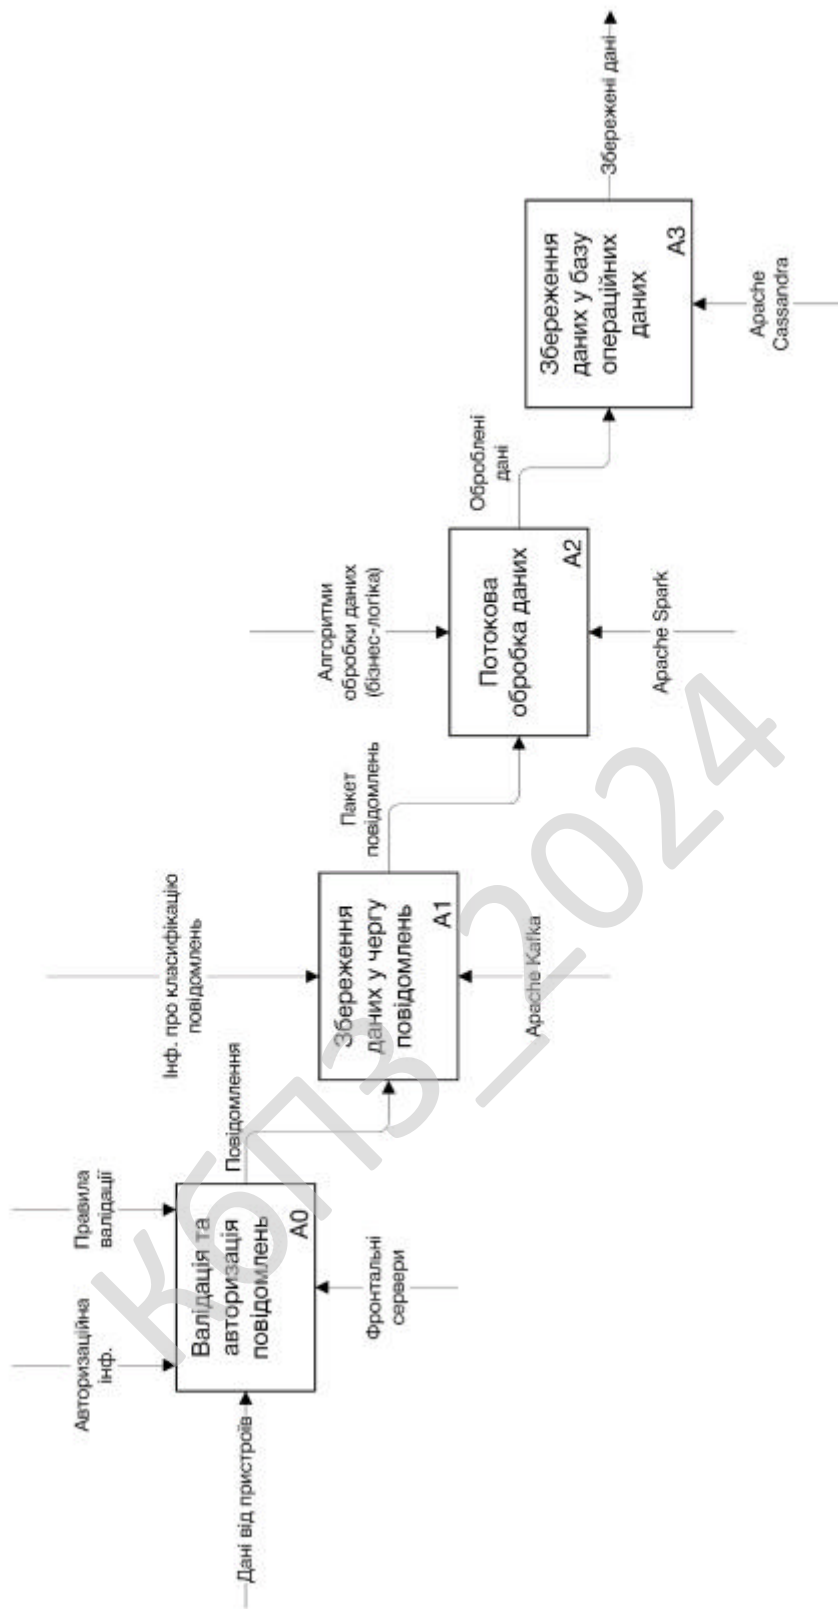 Дані від пристроїв
Авторизаційна
інф.
Правила
валідації
Валідація та
авторизація
повідомлень
A0
Фронтальні
сервери
Повідомлення
Інф. про класифікацію
повідомлень
Збереження
даних у чергу
повідомлень
A1
Apache Kafka
Пакет
повідомлень
Алгоритми
обробки даних
(бізнес-логіка)
Потокова
обробка даних
A2
Apache Spark
Оброблені
дані
Збереження
даних у базу
операційних
даних
A3
Apache
Cassandra
Збережені дані
КбПЗ_2024